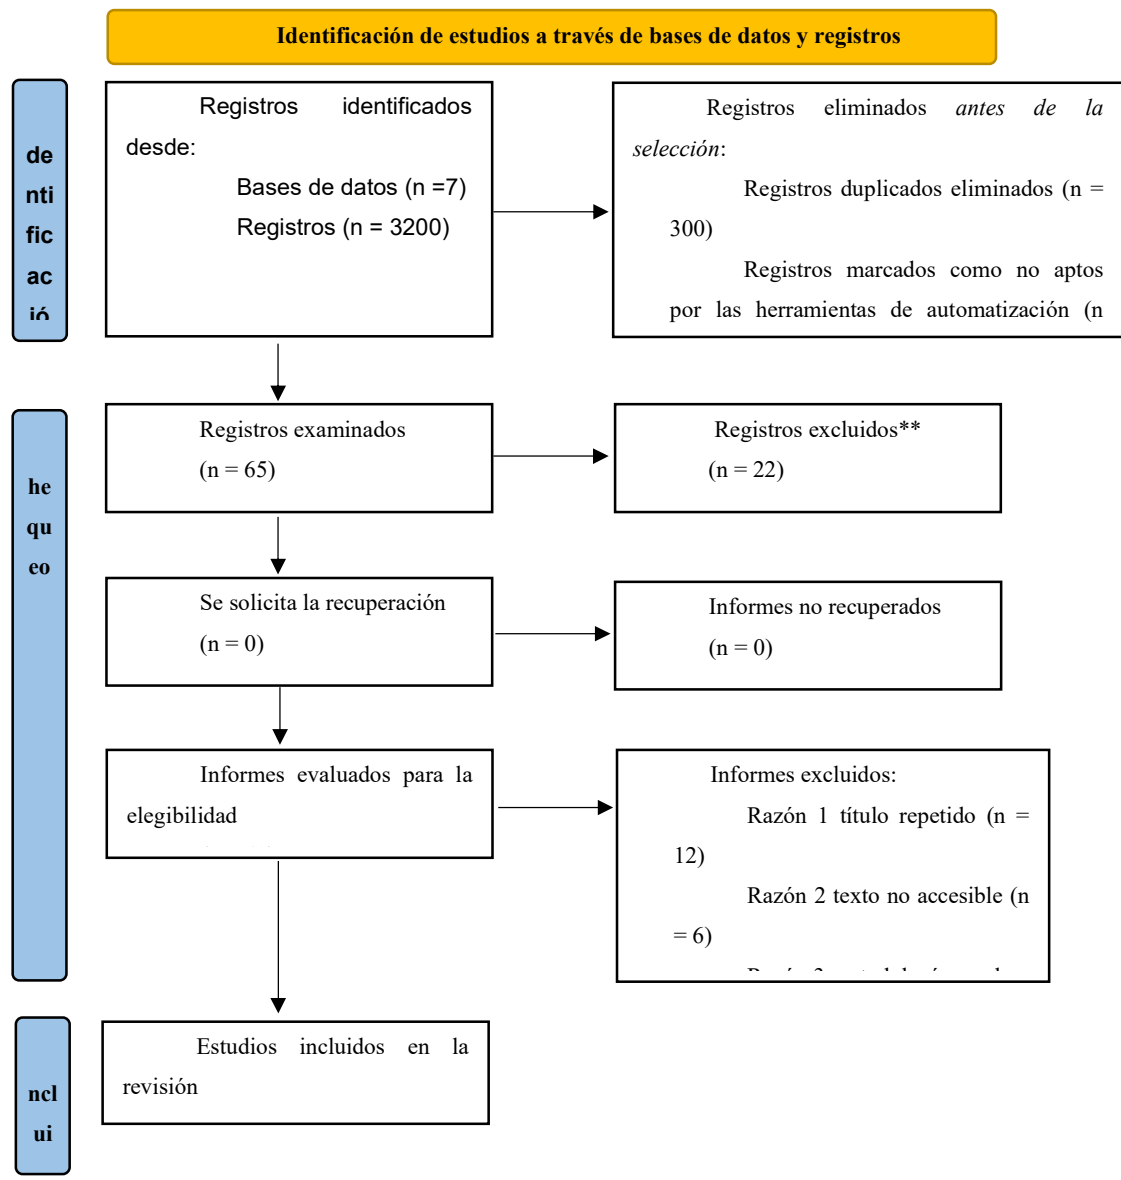 Identificación de estudios a través de bases de datos y registros
de
nti
fic
ac
ió
Registros identificados
desde:
Bases de datos (n =7)
Registros (n = 3200)
Registros eliminados antes de la
selección:
Registros duplicados eliminados (n =
300)
Registros marcados como no aptos
por las herramientas de automatización (n
he
qu
eo
Registros examinados
(n = 65)
Registros excluidos**
(n = 22)
Se solicita la recuperación
(n = 0)
Informes no recuperados
(n = 0)
Informes evaluados para la
elegibilidad
Informes excluidos:
Razón 1 título repetido (n =
12)
Razón 2 texto no accesible (n
= 6)
ncl
ui
Estudios incluidos en la
revisión